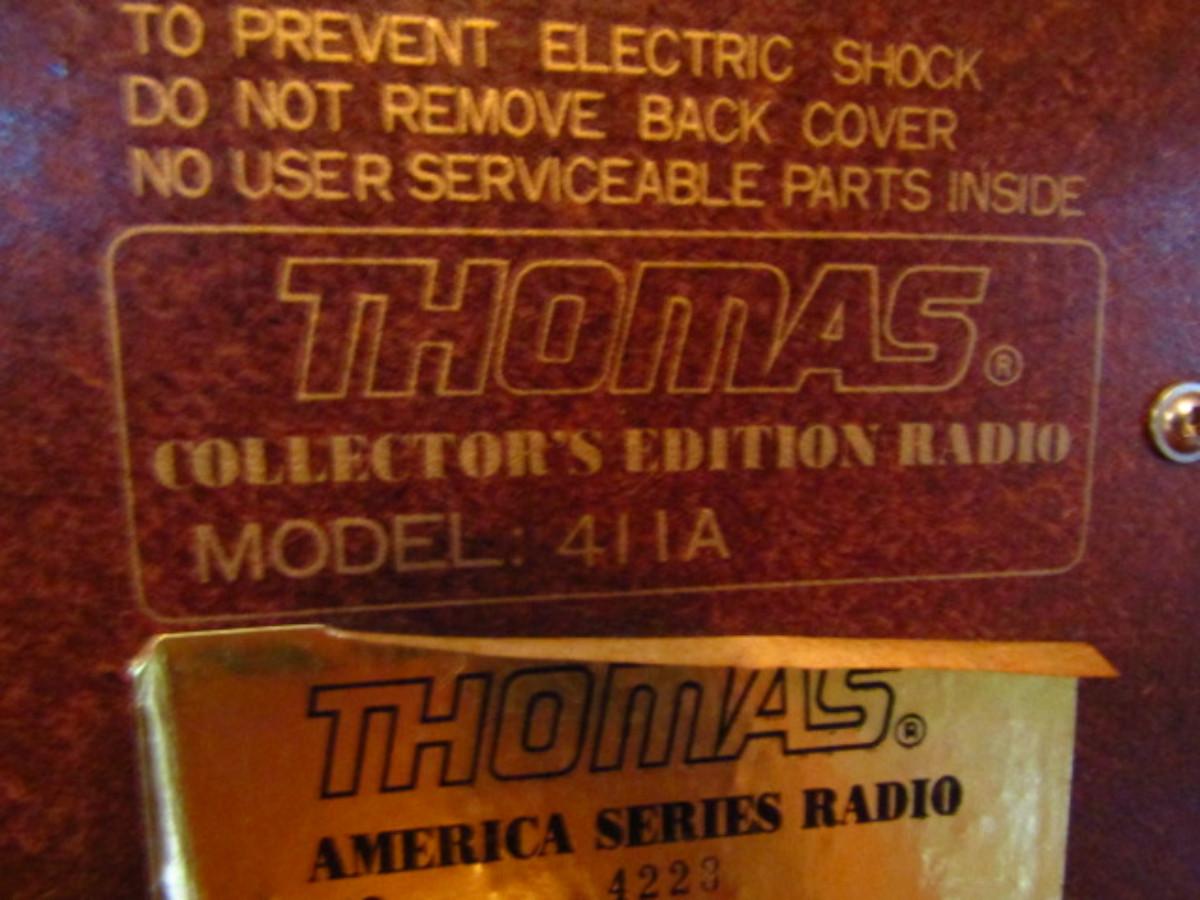 TO PREVENT ELECTRIC SHOCK
DO NOT REMOVE BACK COVER
NO USER SERVICEABLE PARTS INSIDE
THOMAS®
COLLECTOR'S EDITION RADIO
MODEL: 411A
THOMAS®
AMERICA SERIES RADIO
4223